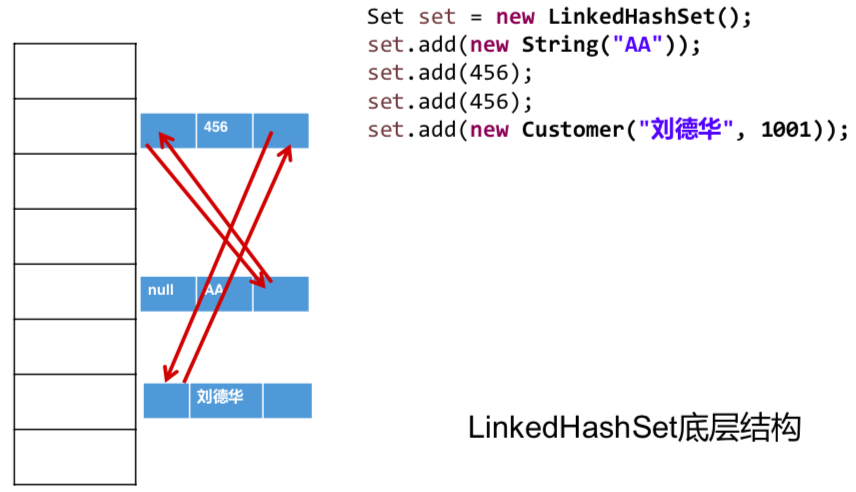 Set set = new LinkedHashSet();
set.add(new String("AA"));
set.add(456);
set.add(456);
set.add(new Customer("刘德华", 1001));
456
null AA
刘德华
LinkedHashSet底层结构